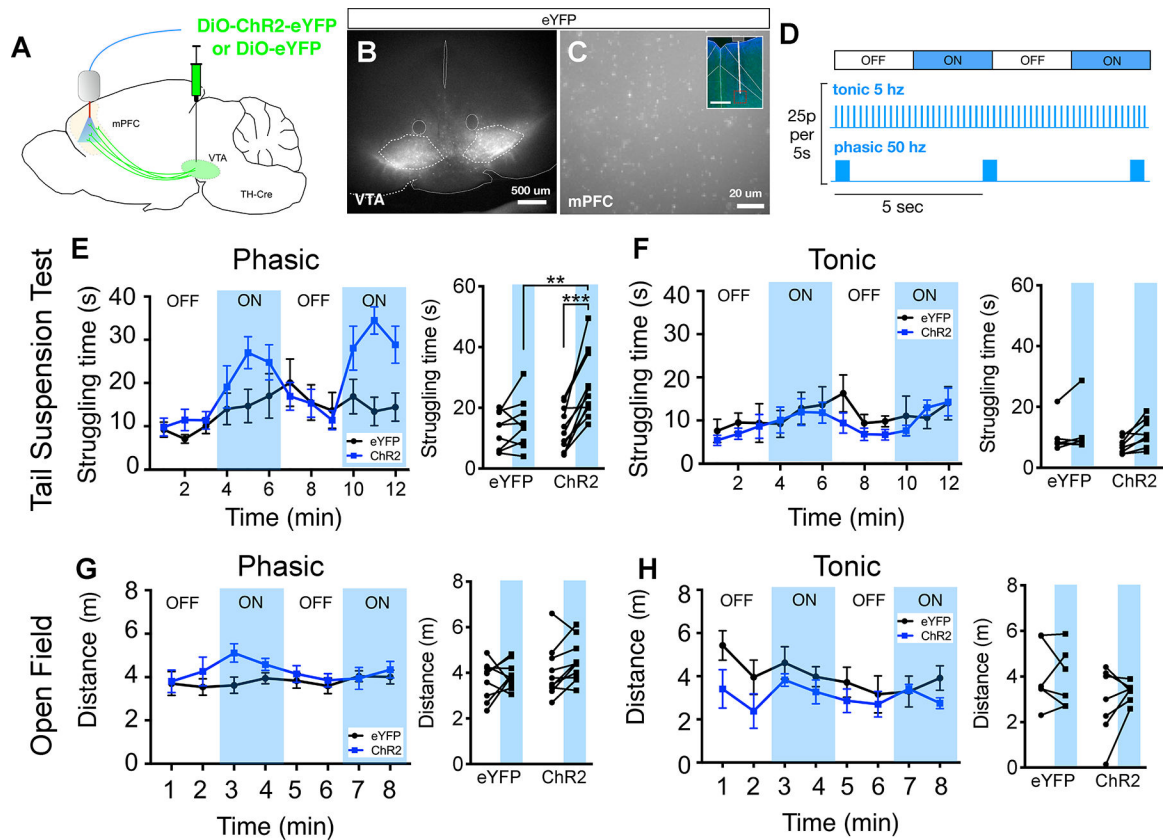 A
DiO-ChR2-eYFP
or DiO-eYFP
mPFC
VTA
TH-Cre
eYFP
B
VTA
500 um
C
mPFC
20 um
D
OFF ON OFF ON
tonic 5 hz
25p
per
5s
phasic 50 hz
5 sec
Tail Suspension Test
E
Phasic
Struggling time (s)
40
30
20
10
0
OFF ON OFF ON
eYFP
ChR2
2 4 6 8 10 12
Time (min)
Struggling time (s)
60
40
20
0
**
***
eYFP ChR2
F
Tonic
Struggling time (s)
40
30
20
10
0
OFF ON OFF ON
eYFP
ChR2
2 4 6 8 10 12
Time (min)
Struggling time (s)
60
40
20
0
eYFP ChR2
Open Field
G
Phasic
Distance (m)
8
6
4
2
0
OFF ON OFF ON
eYFP
ChR2
1 2 3 4 5 6 7 8
Time (min)
Distance (m)
8
6
4
2
0
eYFP ChR2
H
Tonic
Distance (m)
8
6
4
2
0
OFF ON OFF ON
eYFP
ChR2
1 2 3 4 5 6 7 8
Time (min)
Distance (m)
8
6
4
2
0
eYFP ChR2